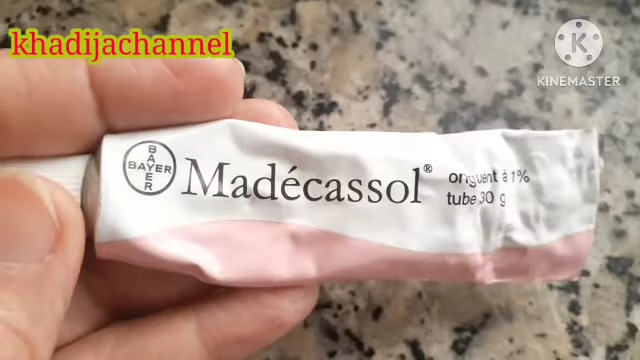 khadijachannel
KINEMASTER
BAYER
BAYER
Madécassol®
onguent à 1%
tube 30 g